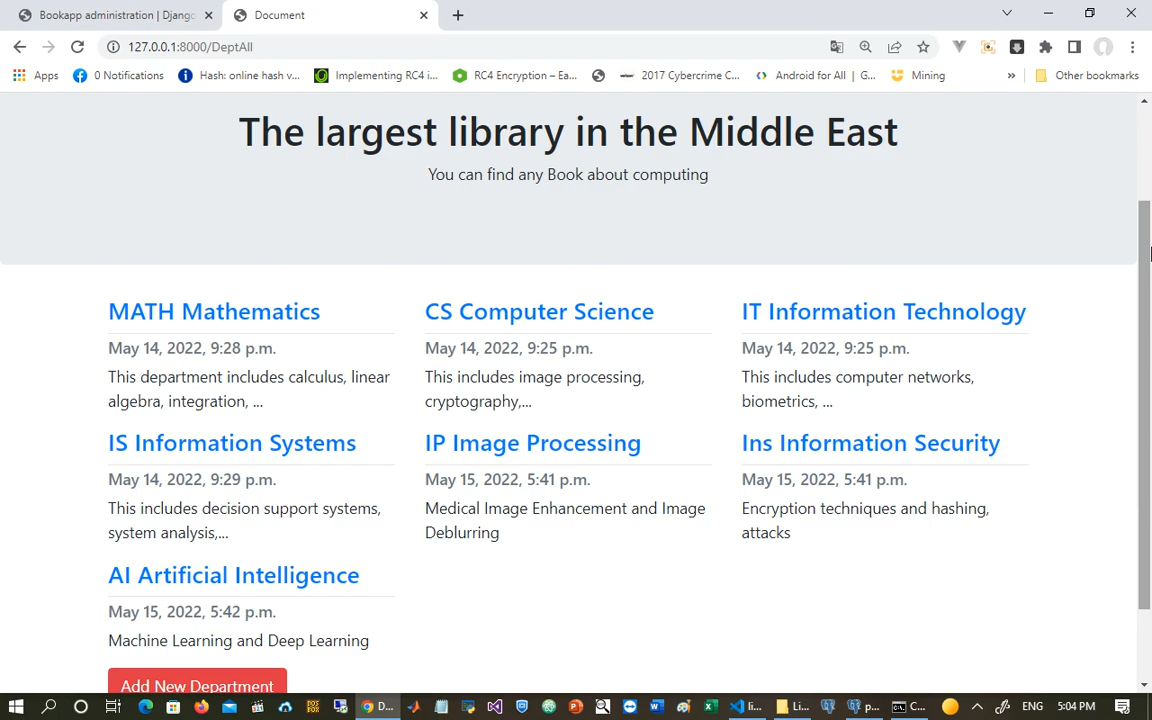 Bookapp administration | Djang
Document
127.0.0.1:8000/DeptAll
Apps
0 Notifications
Hash: online hash v...
Implementing RC4 i...
RC4 Encryption – Ea...
2017 Cybercrime C...
Android for All | G...
Mining
»
Other bookmarks
The largest library in the Middle East
You can find any Book about computing
MATH Mathematics
May 14, 2022, 9:28 p.m.
This department includes calculus, linear
algebra, integration, ...
CS Computer Science
May 14, 2022, 9:25 p.m.
This includes image processing,
cryptography,...
IT Information Technology
May 14, 2022, 9:25 p.m.
This includes computer networks,
biometrics, ...
IS Information Systems
May 14, 2022, 9:29 p.m.
This includes decision support systems,
system analysis,...
IP Image Processing
May 15, 2022, 5:41 p.m.
Medical Image Enhancement and Image
Deblurring
Ins Information Security
May 15, 2022, 5:41 p.m.
Encryption techniques and hashing,
attacks
AI Artificial Intelligence
May 15, 2022, 5:42 p.m.
Machine Learning and Deep Learning
Add New Department
D...
li...
Li...
p...
C...
ENG
5:04 PM